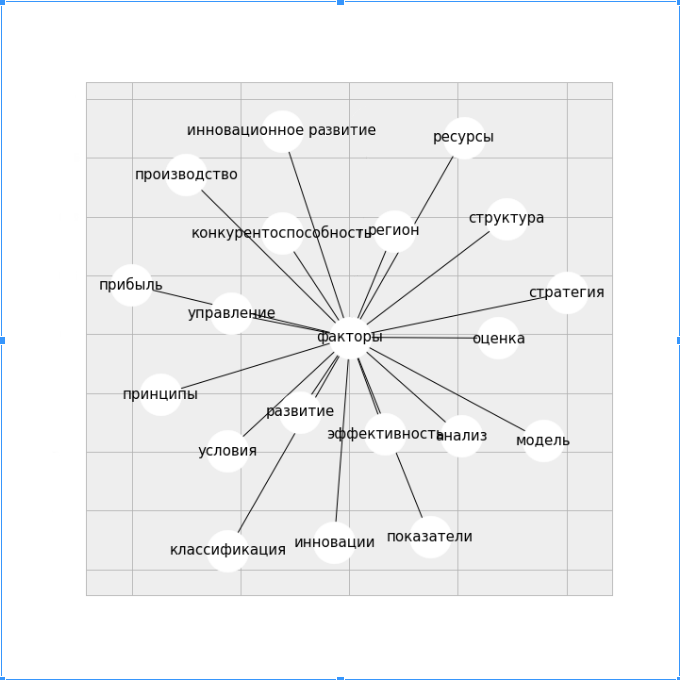 инновационное развитие
ресурсы
производство
структура
регион
конкурентоспособность
прибыль
стратегия
управление
факторы
оценка
принципы
развитие
эффективность
анализ
модель
условия
показатели
инновации
классификация